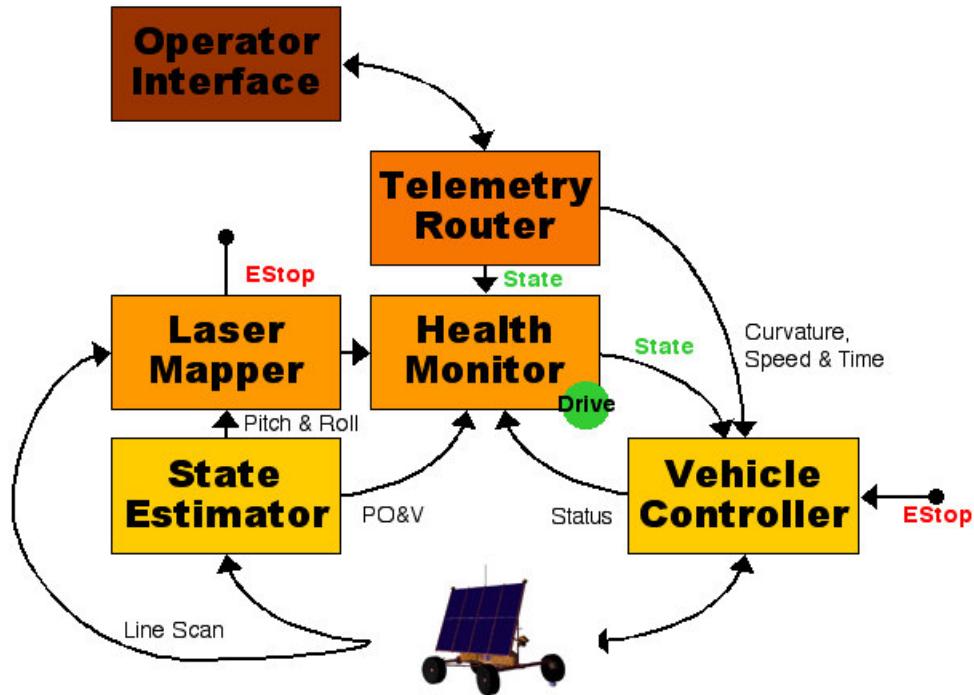 Operator
Interface
Telemetry
Router
EStop
State
Laser
Mapper
Health
Monitor
State
Curvature,
Speed & Time
Drive
Pitch & Roll
State
Estimator
PO&V
Status
Vehicle
Controller
EStop
Line Scan